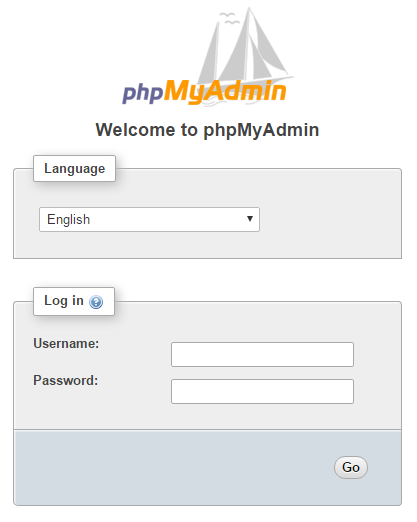 phpMyAdmin
Welcome to phpMyAdmin
Language
English
Log in ?
Username:
Password:
Go